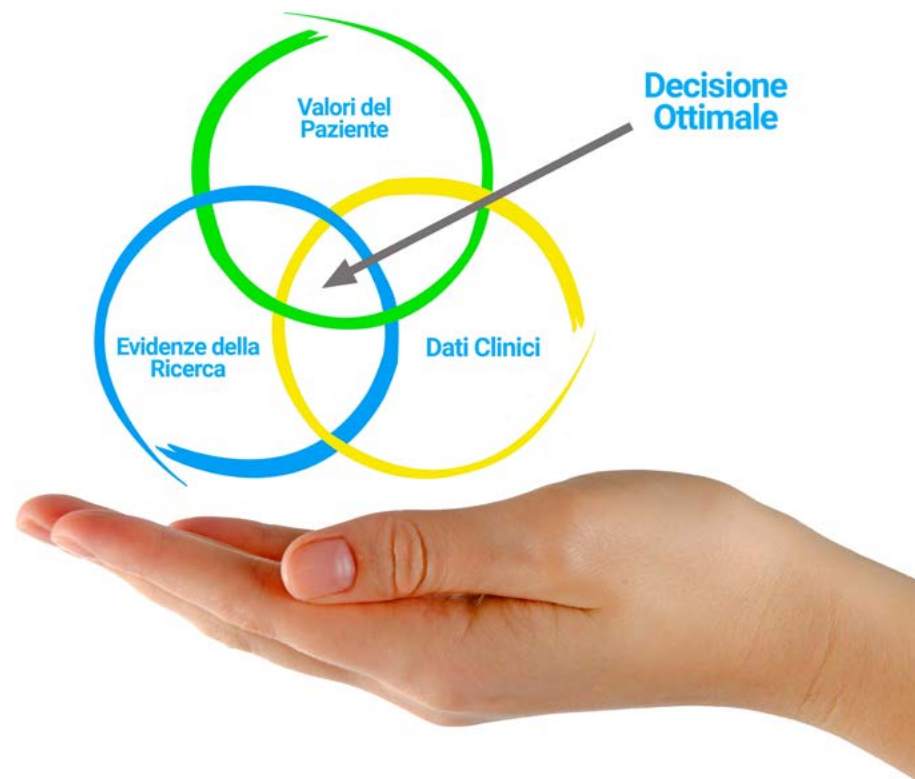 Valori del
Paziente
Decisione
Ottimale
Evidenze della
Ricerca
Dati Clinici